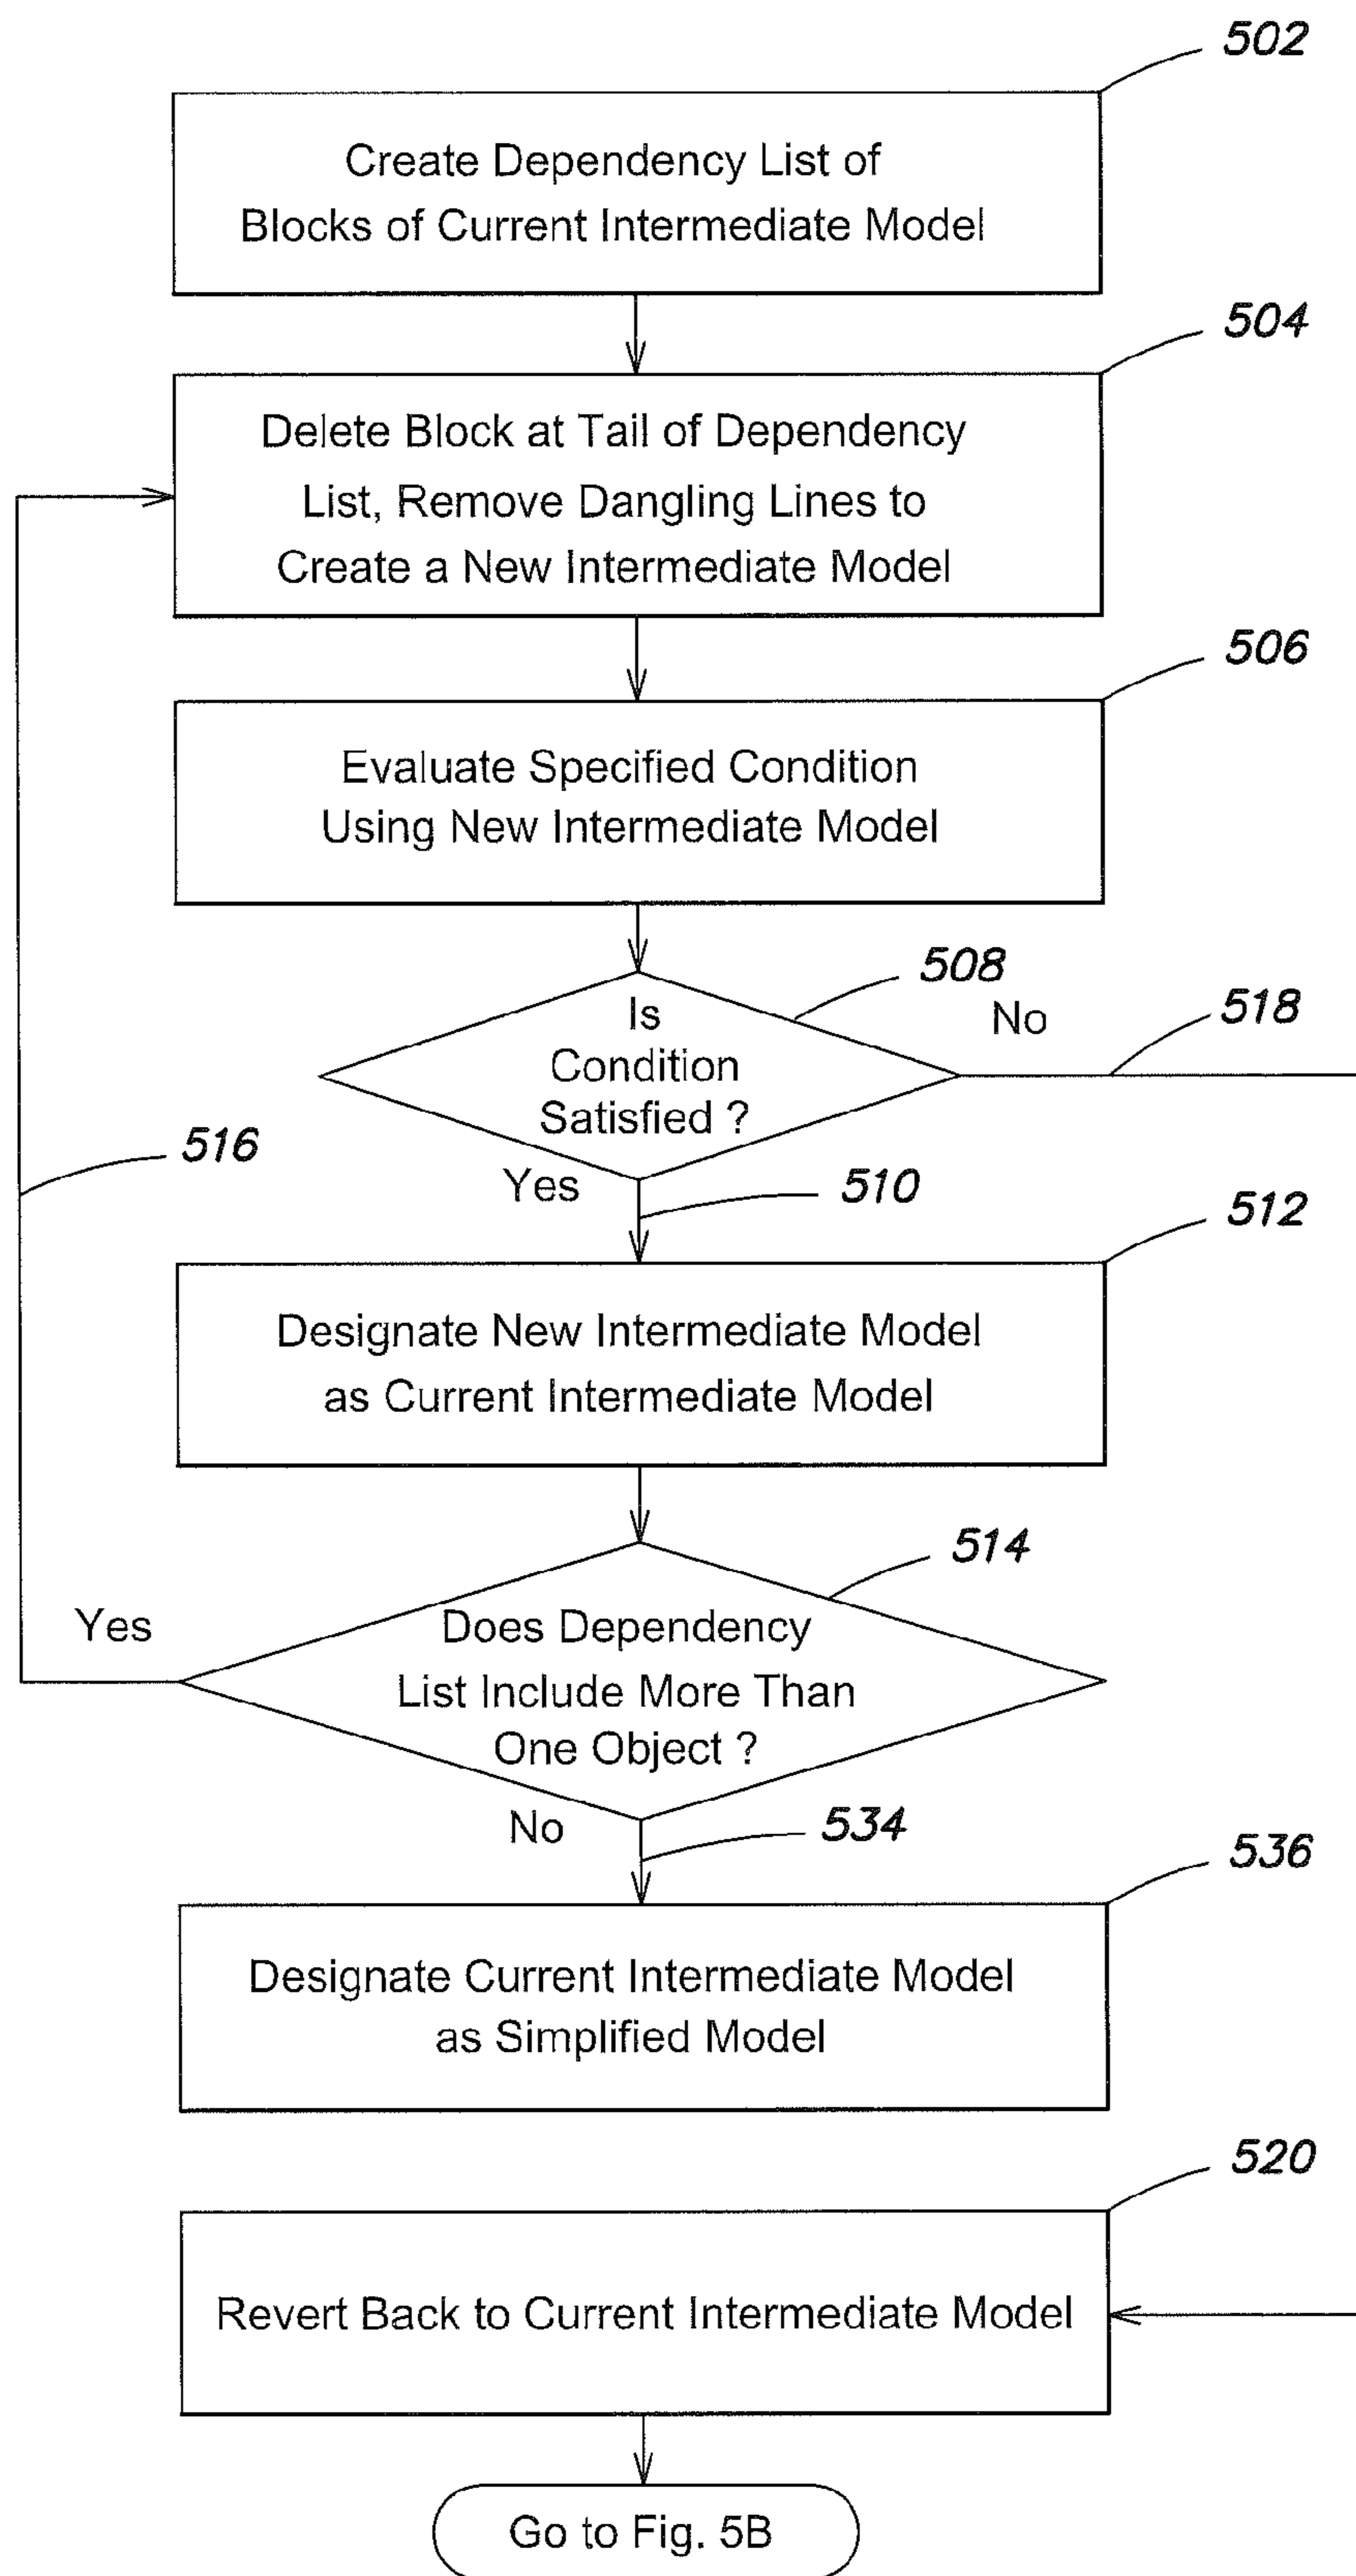 502
Create Dependency List of
Blocks of Current Intermediate Model
504
Delete Block at Tail of Dependency
List, Remove Dangling Lines to
Create a New Intermediate Model
506
Evaluate Specified Condition
Using New Intermediate Model
508
Is
Condition
Satisfied ?
No
518
516
Yes
510
512
Designate New Intermediate Model
as Current Intermediate Model
514
Yes
Does Dependency
List Include More Than
One Object ?
No
534
536
Designate Current Intermediate Model
as Simplified Model
520
Revert Back to Current Intermediate Model
Go to Fig. 5B